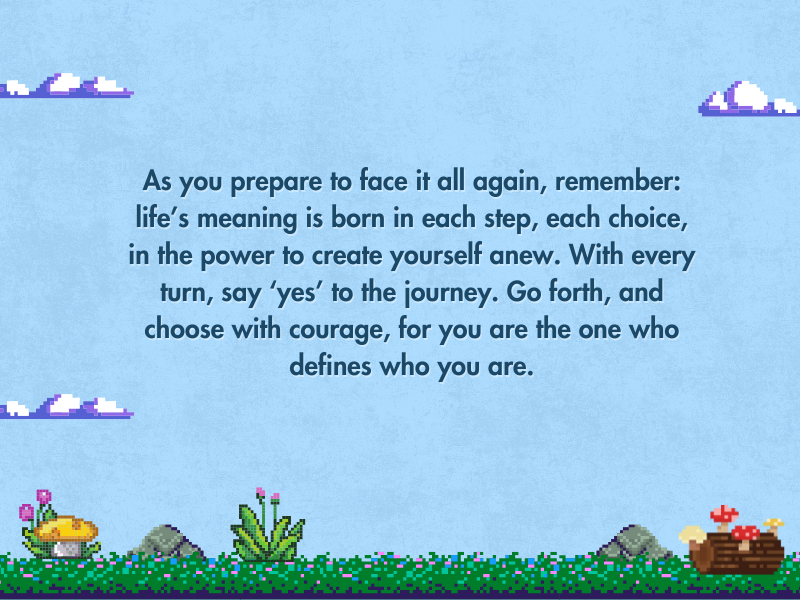 As you prepare to face it all again, remember:
life’s meaning is born in each step, each choice,
in the power to create yourself anew. With every
turn, say ‘yes’ to the journey. Go forth, and
choose with courage, for you are the one who
defines who you are.